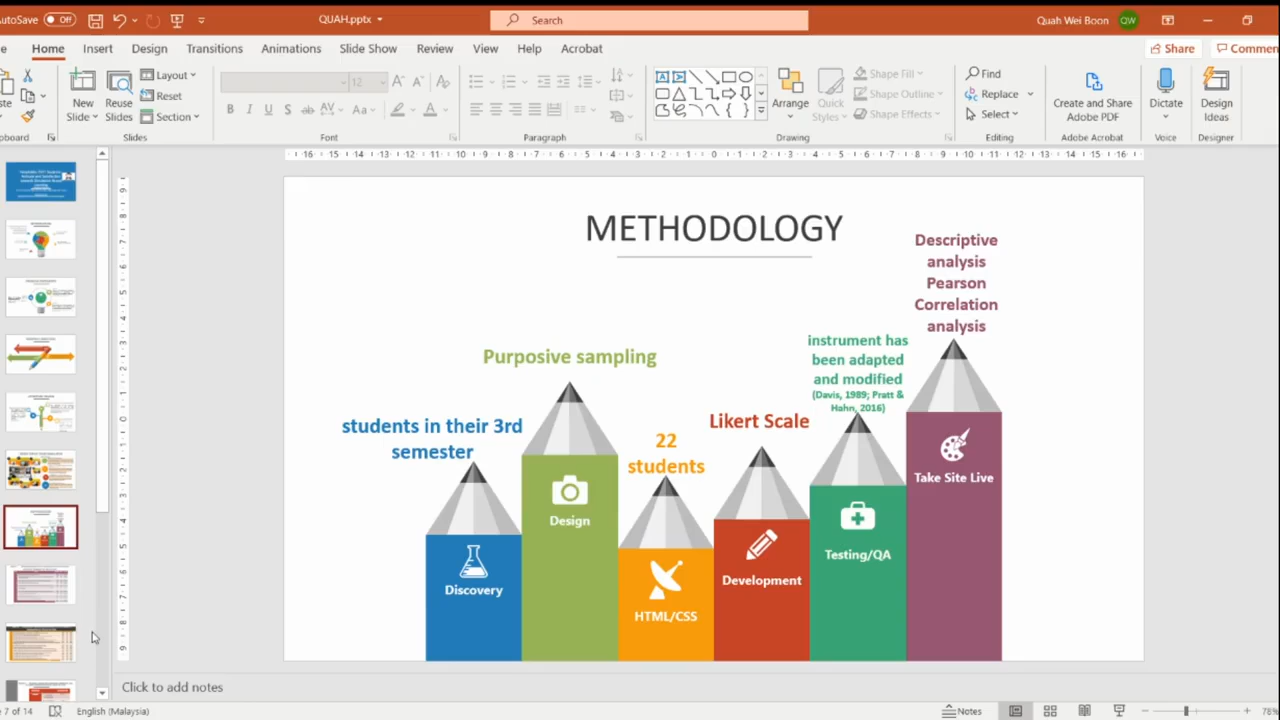 AutoSave
Off
QUAH.pptx
Search
Quah Wei Boon
QW
Home
Insert
Design
Transitions
Animations
Slide Show
Review
View
Help
Acrobat
Share
New
Slide
Reuse
Slides
Layout
Reset
Section
12
Arrange
Quick
Styles
Shape Fill
Shape Outline
Shape Effects
Find
Replace
Select
Create and Share
Adobe PDF
Dictate
Design
Ideas
Slides
Font
Paragraph
Drawing
Editing
Adobe Acrobat
Voice
Designer
METHODOLOGY
Descriptive
analysis
Pearson
Correlation
analysis
instrument has
been adapted
and modified
(Davis, 1989; Pratt &
Hahn, 2016)
Purposive sampling
Likert Scale
students in their 3rd
semester
22
students
Discovery
Design
HTML/CSS
Development
Testing/QA
Take Site Live
Click to add notes
7 of 14
English (Malaysia)
Notes
78%